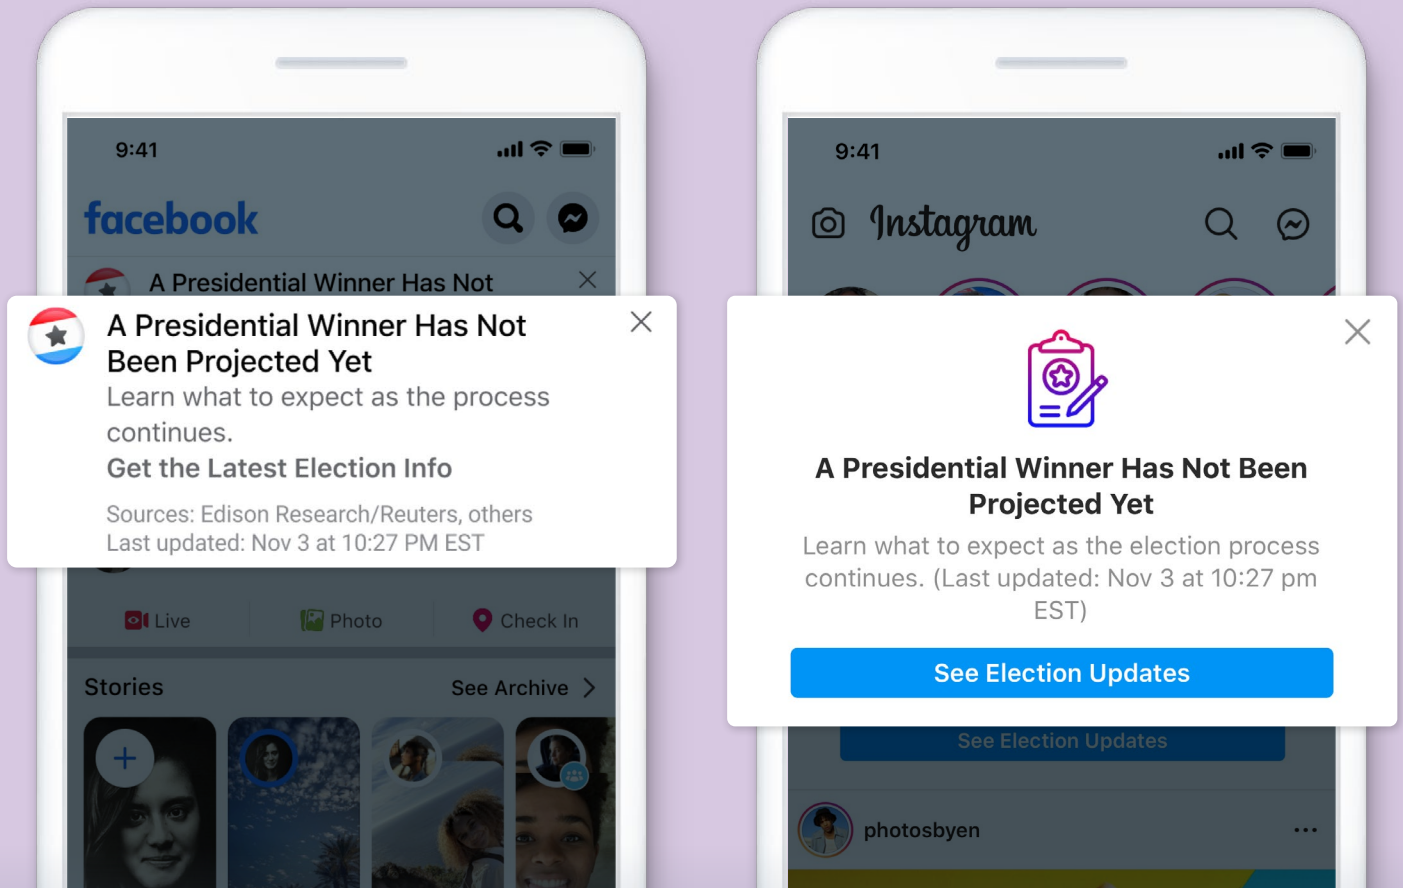 9:41
facebook
A Presidential Winner Has Not
A Presidential Winner Has Not
Been Projected Yet
Learn what to expect as the process
continues.
Get the Latest Election Info
Sources: Edison Research/Reuters, others
Last updated: Nov 3 at 10:27 PM EST
Live
Photo
Check In
Stories
See Archive
9:41
Instagram
A Presidential Winner Has Not Been
Projected Yet
Learn what to expect as the election process
continues. (Last updated: Nov 3 at 10:27 pm
EST)
See Election Updates
See Election Updates
photosbyen